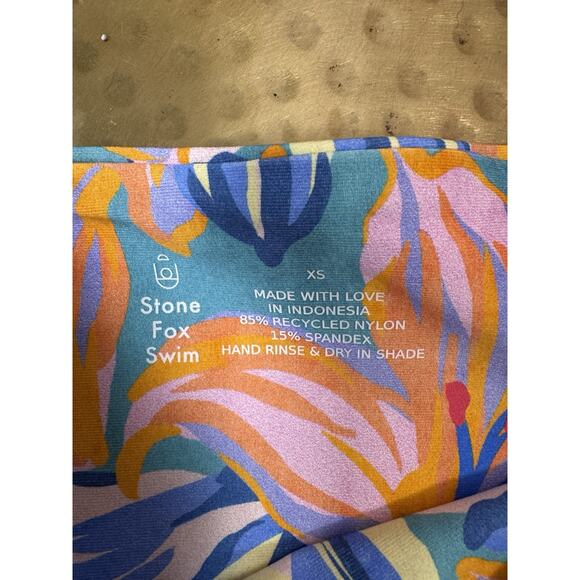 Stone
Fox
Swim
XS
MADE WITH LOVE
IN INDONESIA
85% RECYCLED NYLON
15% SPANDEX
HAND RINSE & DRY IN SHADE